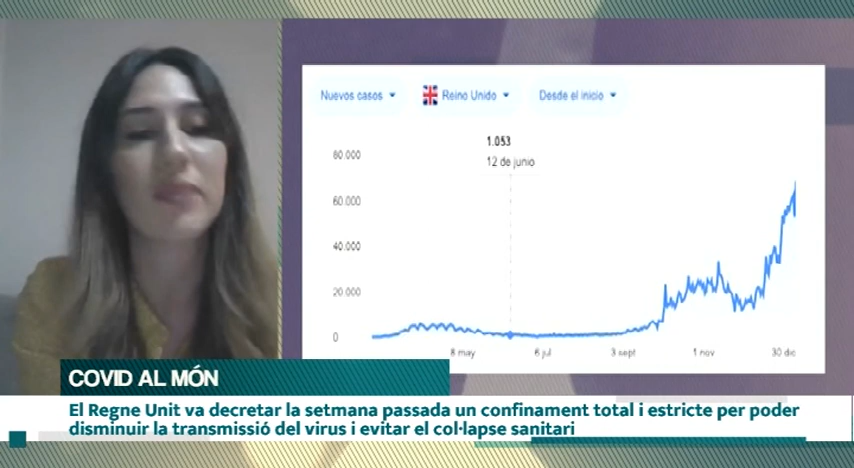 Nuevos casos
Reino Unido
Desde el inicio
1.053
12 de junio
80.000
60.000
40.000
20.000
0
8 may
6 jul
3 sept
1 nov
30 dic
COVID AL MÓN
El Regne Unit va decretar la setmana passada un confinament total i estricte per poder
disminuir la transmissió del virus i evitar el col·lapse sanitari